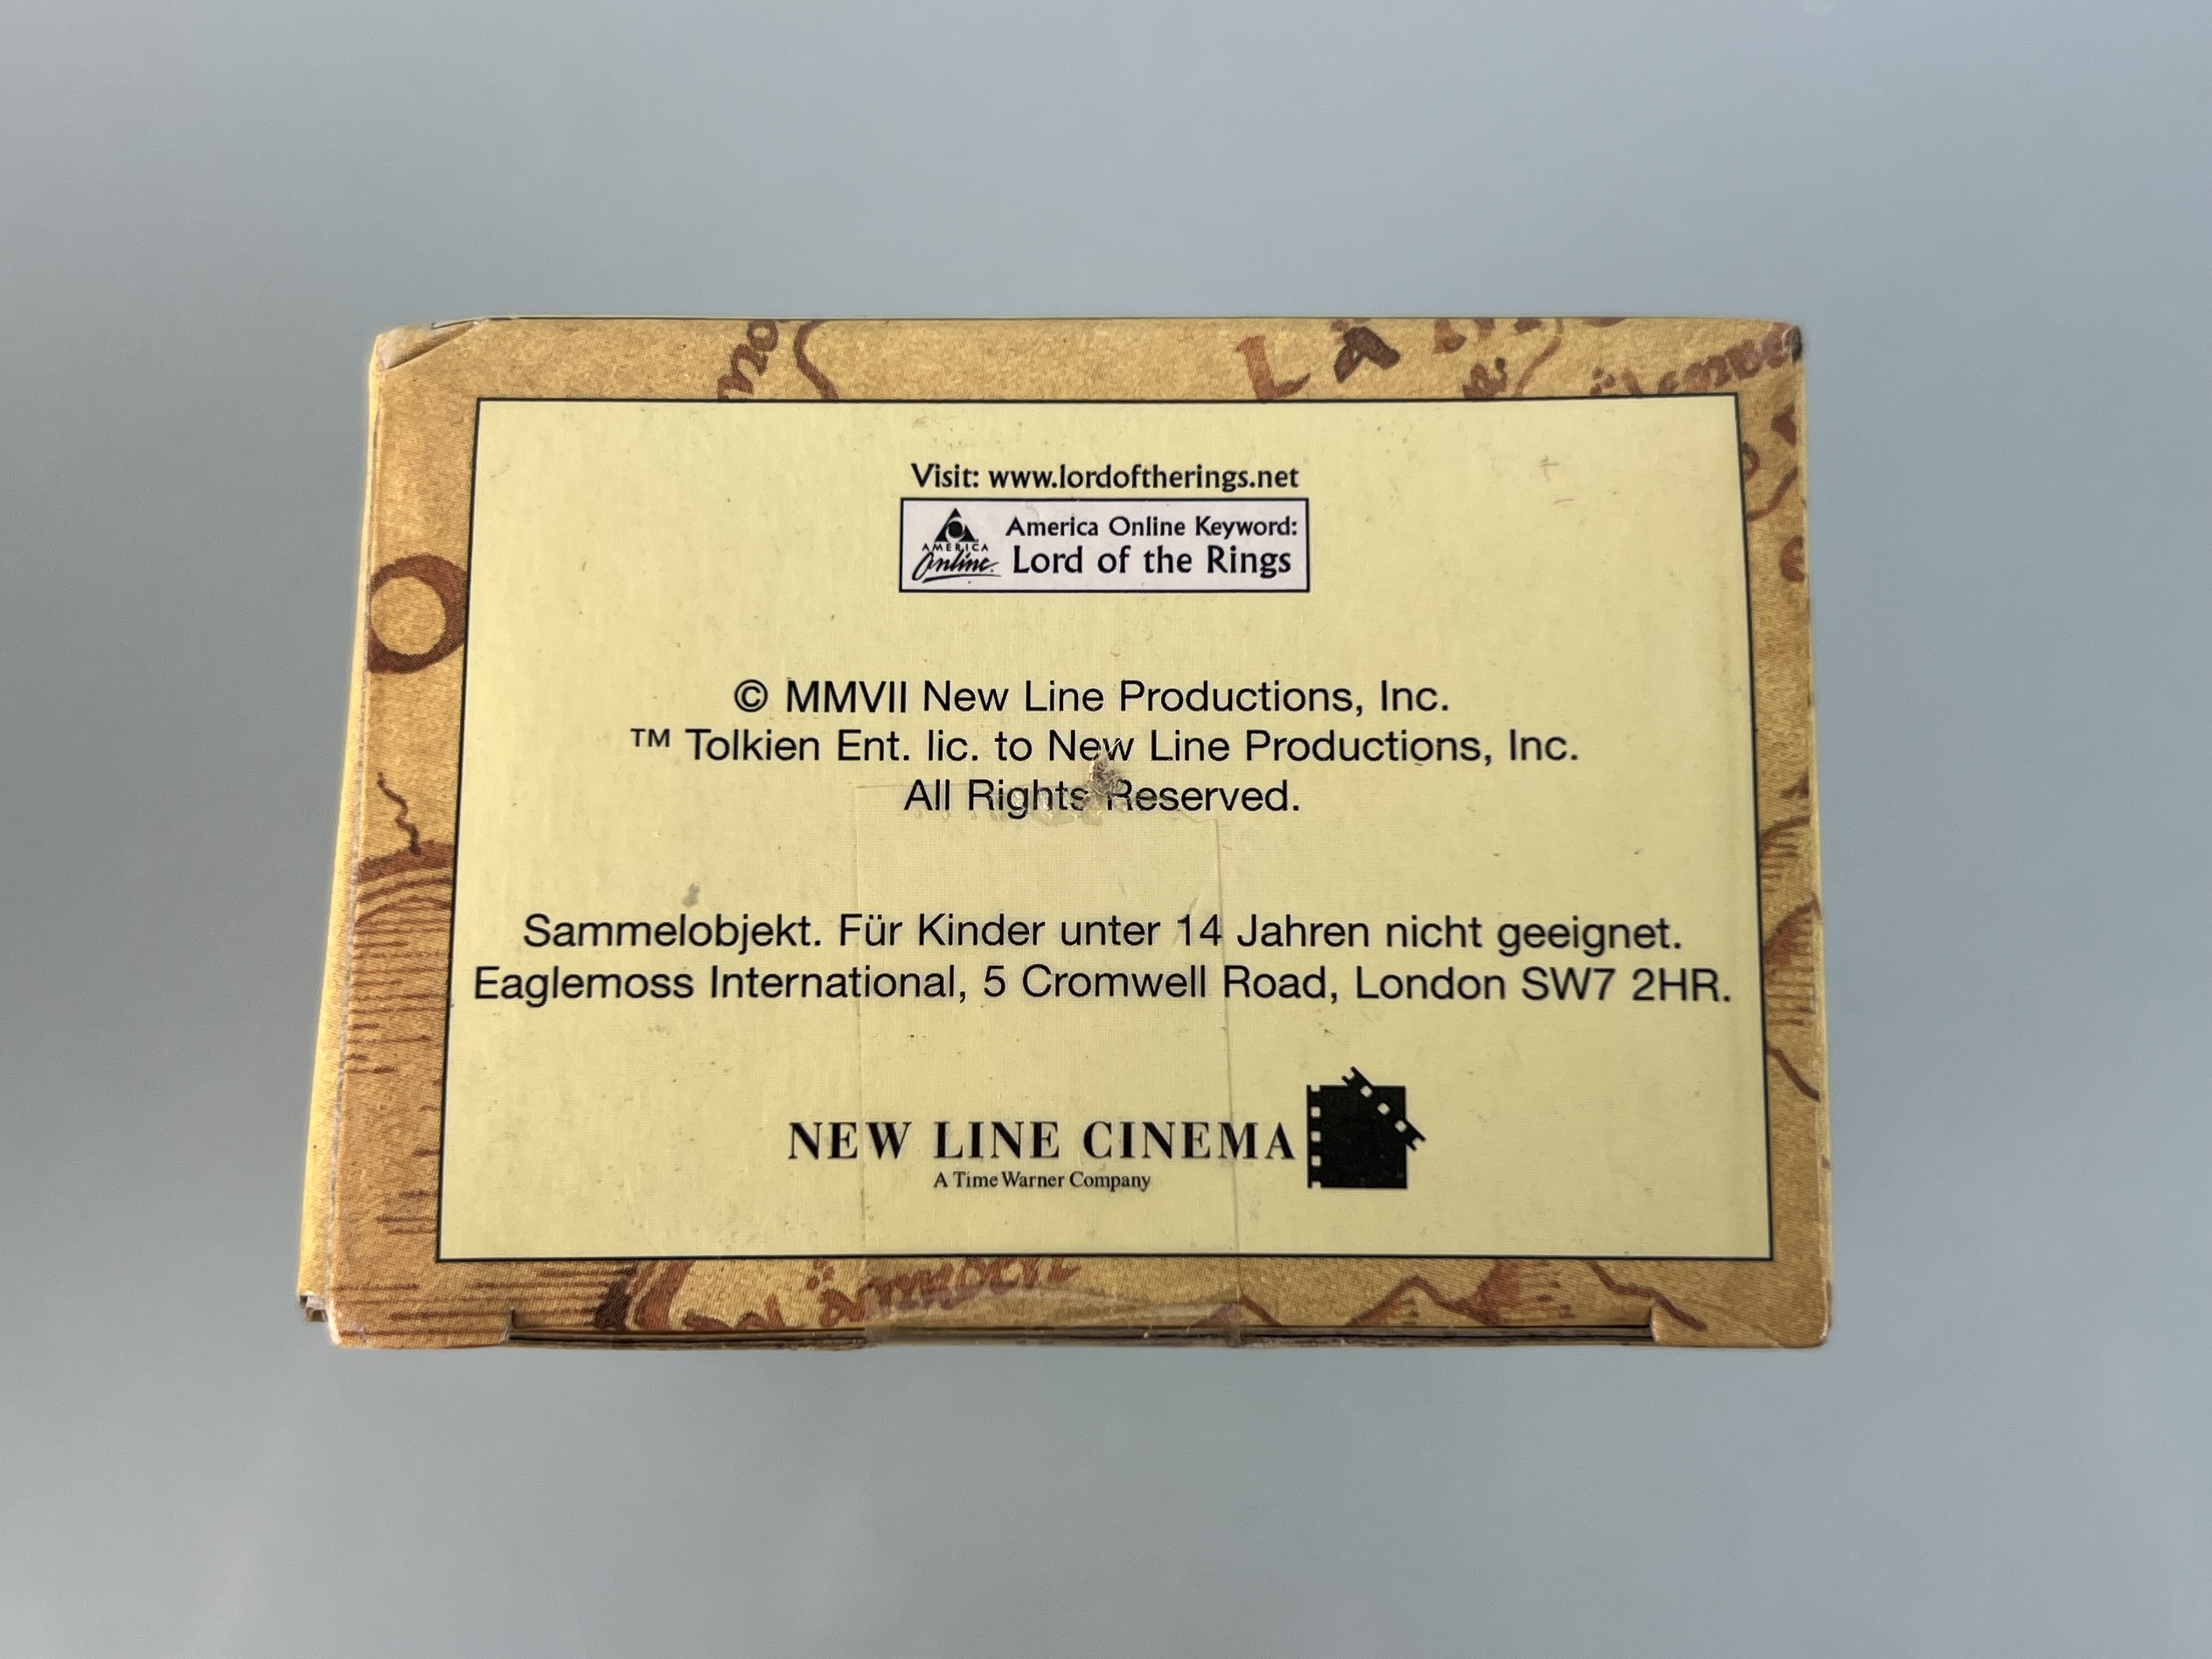 Visit: www.lordoftherings.net
AMERICA
Online.
America Online Keyword:
Lord of the Rings
© MMVII New Line Productions, Inc.
™ Tolkien Ent. lic. to New Line Productions, Inc.
All Rights Reserved.
Sammelobjekt. Für Kinder unter 14 Jahren nicht geeignet.
Eaglemoss International, 5 Cromwell Road, London SW7 2HR.
NEW LINE CINEMA
A Time Warner Company